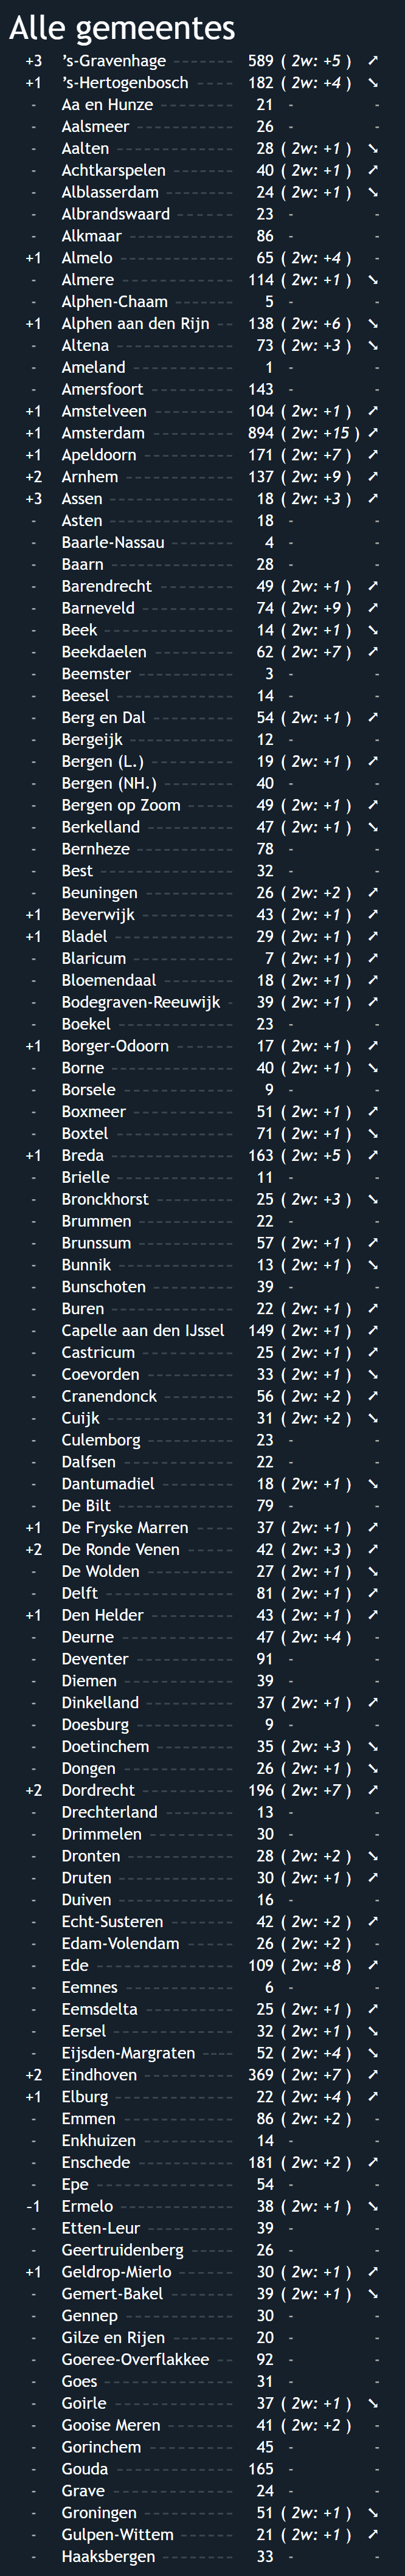 Alle gemeentes
+3 ’s-Gravenhage 589 ( 2w: +5 ) ➚
+1 ’s-Hertogenbosch 182 ( 2w: +4 ) ➘
- Aa en Hunze 21 - -
- Aalsmeer 26 - -
- Aalten 28 ( 2w: +1 ) ➘
- Achtkarspelen 40 ( 2w: +1 ) ➚
- Alblasserdam 24 ( 2w: +1 ) ➘
- Albrandswaard 23 - -
- Alkmaar 86 - -
+1 Almelo 65 ( 2w: +4 ) -
- Almere 114 ( 2w: +1 ) ➘
- Alphen-Chaam 5 - -
+1 Alphen aan den Rijn 138 ( 2w: +6 ) ➘
- Altena 73 ( 2w: +3 ) ➘
- Ameland 1 - -
- Amersfoort 143 - -
+1 Amstelveen 104 ( 2w: +1 ) ➚
+1 Amsterdam 894 ( 2w: +15 ) ➚
+1 Apeldoorn 171 ( 2w: +7 ) ➚
+2 Arnhem 137 ( 2w: +9 ) ➚
+3 Assen 18 ( 2w: +3 ) ➚
- Asten 18 - -
- Baarle-Nassau 4 - -
- Baarn 28 - -
- Barendrecht 49 ( 2w: +1 ) ➚
- Barneveld 74 ( 2w: +9 ) ➚
- Beek 14 ( 2w: +1 ) ➘
- Beekdaelen 62 ( 2w: +7 ) ➚
- Beemster 3 - -
- Beesel 14 - -
- Berg en Dal 54 ( 2w: +1 ) ➚
- Bergeijk 12 - -
- Bergen (L.) 19 ( 2w: +1 ) ➚
- Bergen (NH.) 40 - -
- Bergen op Zoom 49 ( 2w: +1 ) ➚
- Berkelland 47 ( 2w: +1 ) ➘
- Bernheze 78 - -
- Best 32 - -
- Beuningen 26 ( 2w: +2 ) ➚
+1 Beverwijk 43 ( 2w: +1 ) ➚
+1 Bladel 29 ( 2w: +1 ) ➚
- Blaricum 7 ( 2w: +1 ) ➚
- Bloemendaal 18 ( 2w: +1 ) ➚
- Bodegraven-Reeuwijk 39 ( 2w: +1 ) ➚
- Boekel 23 - -
+1 Borger-Odoorn 17 ( 2w: +1 ) ➚
- Borne 40 ( 2w: +1 ) ➘
- Borsele 9 - -
- Boxmeer 51 ( 2w: +1 ) ➚
- Boxtel 71 ( 2w: +1 ) ➘
+1 Breda 163 ( 2w: +5 ) ➚
- Brielle 11 - -
- Bronckhorst 25 ( 2w: +3 ) ➘
- Brummen 22 - -
- Brunssum 57 ( 2w: +1 ) ➚
- Bunnik 13 ( 2w: +1 ) ➘
- Bunschoten 39 - -
- Buren 22 ( 2w: +1 ) ➚
- Capelle aan den IJssel 149 ( 2w: +1 ) ➚
- Castricum 25 ( 2w: +1 ) ➚
- Coevorden 33 ( 2w: +1 ) ➘
- Cranendonck 56 ( 2w: +2 ) ➚
- Cuijk 31 ( 2w: +2 ) ➘
- Culemborg 23 - -
- Dalfsen 22 - -
- Dantumadiel 18 ( 2w: +1 ) ➘
- De Bilt 79 - -
+1 De Fryske Marren 37 ( 2w: +1 ) ➚
+2 De Ronde Venen 42 ( 2w: +3 ) ➚
- De Wolden 27 ( 2w: +1 ) ➘
- Delft 81 ( 2w: +1 ) ➚
+1 Den Helder 43 ( 2w: +1 ) ➚
- Deurne 47 ( 2w: +4 ) -
- Deventer 91 - -
- Diemen 39 - -
- Dinkelland 37 ( 2w: +1 ) ➚
- Doesburg 9 - -
- Doetinchem 35 ( 2w: +3 ) ➘
- Dongen 26 ( 2w: +1 ) ➘
+2 Dordrecht 196 ( 2w: +7 ) ➚
- Drechterland 13 - -
- Drimmelen 30 - -
- Dronten 28 ( 2w: +2 ) ➘
- Druten 30 ( 2w: +1 ) ➚
- Duiven 16 - -
- Echt-Susteren 42 ( 2w: +2 ) ➚
- Edam-Volendam 26 ( 2w: +2 ) -
- Ede 109 ( 2w: +8 ) ➚
- Eemnes 6 - -
- Eemsdelta 25 ( 2w: +1 ) ➚
- Eersel 32 ( 2w: +1 ) ➘
- Eijsden-Margraten 52 ( 2w: +4 ) ➘
+2 Eindhoven 369 ( 2w: +7 ) ➚
+1 Elburg 22 ( 2w: +4 ) ➚
- Emmen 86 ( 2w: +2 ) -
- Enkhuizen 14 - -
- Enschede 181 ( 2w: +2 ) ➚
- Epe 54 - -
-1 Ermelo 38 ( 2w: +1 ) ➘
- Etten-Leur 39 - -
- Geertruidenberg 26 - -
+1 Geldrop-Mierlo 30 ( 2w: +1 ) ➚
- Gemert-Bakel 39 ( 2w: +1 ) ➘
- Gennep 30 - -
- Gilze en Rijen 20 - -
- Goeree-Overflakkee 92 - -
- Goes 31 - -
- Goirle 37 ( 2w: +1 ) ➘
- Gooise Meren 41 ( 2w: +2 ) -
- Gorinchem 45 - -
- Gouda 165 - -
- Grave 24 - -
- Groningen 51 ( 2w: +1 ) ➘
- Gulpen-Wittem 21 ( 2w: +1 ) ➚
- Haaksbergen 33 - -